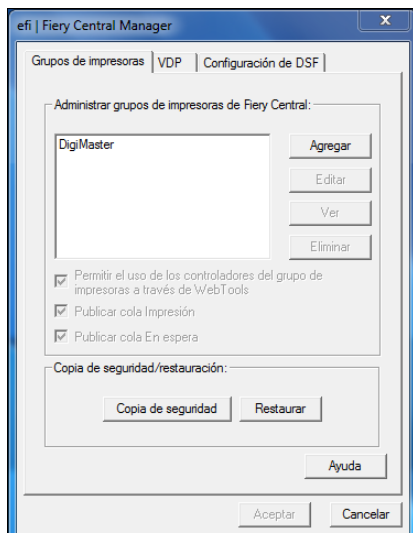 efi | Fiery Central Manager
x
Grupos de impresoras
VDP
Configuración de DSF
Administrar grupos de impresoras de Fiery Central:
DigiMaster
Agregar
Editar
Ver
Eliminar
Permitir el uso de los controladores del grupo de
impresoras a través de WebTools
Publicar cola Impresión
Publicar cola En espera
Copia de seguridad/restauración:
Copia de seguridad
Restaurar
Ayuda
Aceptar
Cancelar